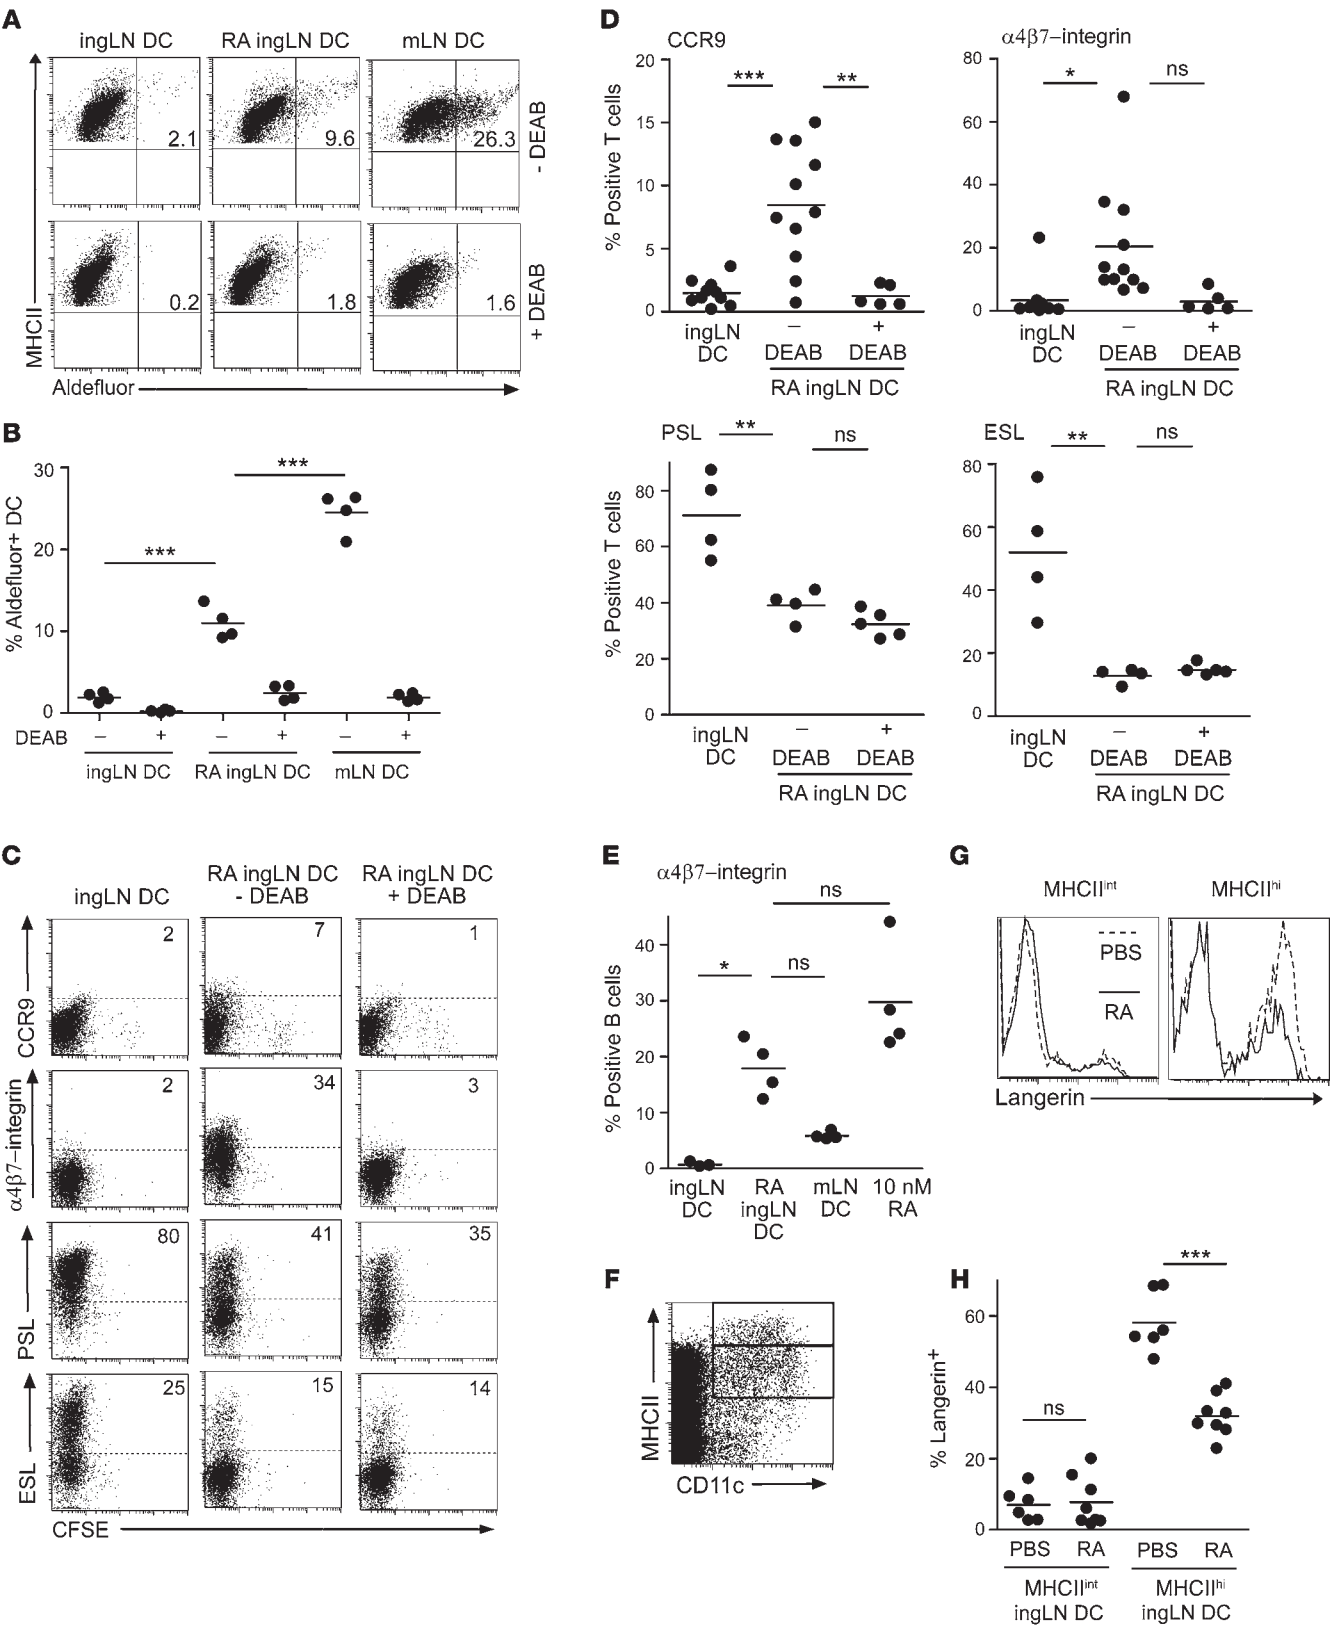 A
ingLN DC RA ingLN DC mLN DC
2.1 9.6 26.3
- DEAB
0.2 1.8 1.6
+ DEAB
MHCII
Aldefluor
B
% Aldefluor+ DC
30
20
10
0
***
***
DEAB – + – + – +
ingLN DC RA ingLN DC mLN DC
C
ingLN DC
RA ingLN DC
- DEAB
RA ingLN DC
+ DEAB
CCR9
2 7 1
α4β7–integrin
2 34 3
PSL
80 41 35
ESL
25 15 14
CFSE
D
CCR9
% Positive T cells
20
15
10
5
0
*** **
ingLN
DC
–
DEAB
+
DEAB
RA ingLN DC
α4β7–integrin
80
60
40
20
0
* ns
ingLN
DC
–
DEAB
+
DEAB
RA ingLN DC
PSL
% Positive T cells
80
60
40
20
0
** ns
ingLN
DC
–
DEAB
+
DEAB
RA ingLN DC
ESL
80
60
40
20
0
** ns
ingLN
DC
–
DEAB
+
DEAB
RA ingLN DC
E
α4β7–integrin
% Positive B cells
40
30
20
10
0
ns
* ns
ingLN
DC
RA
ingLN
DC
mLN
DC
10 nM
RA
F
MHCII
CD11c
G
MHCIIint MHCIIhi
PBS
RA
Langerin
H
% Langerin+
60
40
20
0
ns
***
PBS RA PBS RA
MHCIIint
ingLN DC
MHCIIhi
ingLN DC